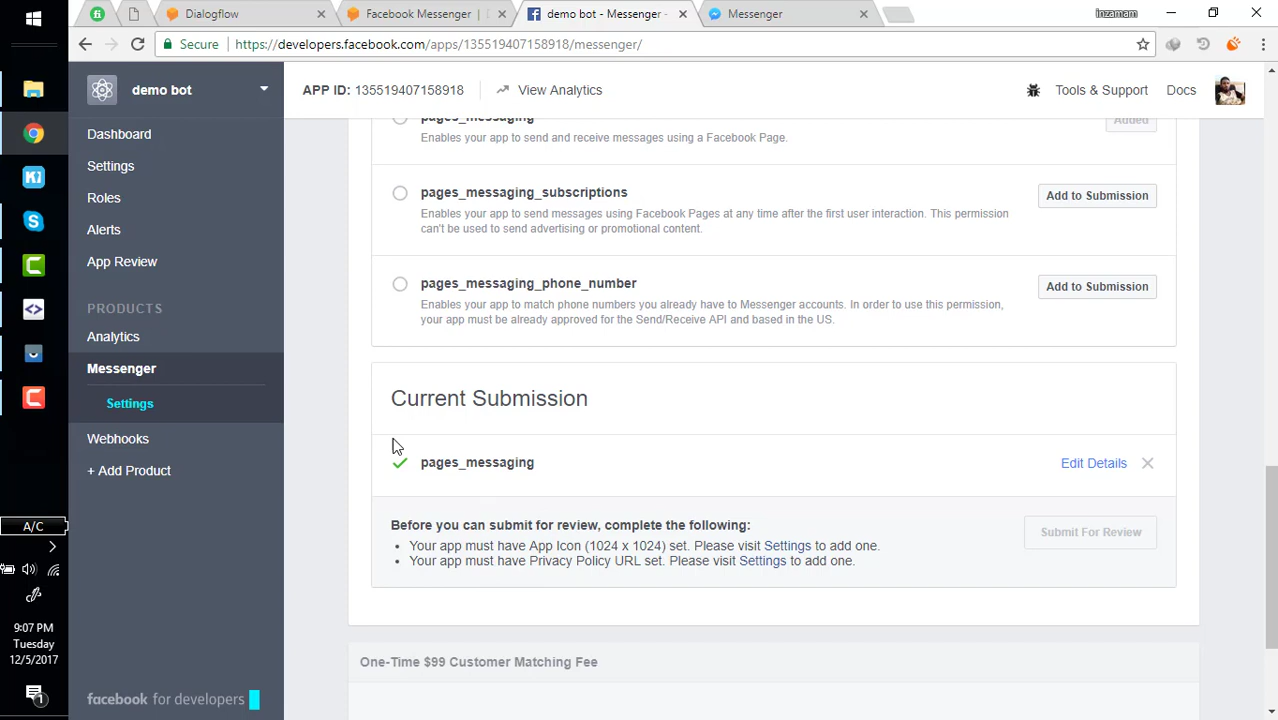 Dialogflow
Facebook Messenger |
demo bot - Messenger -
Messenger
inzamam
Secure
https://developers.facebook.com/apps/135519407158918/messenger/
demo bot
APP ID: 135519407158918
View Analytics
Tools & Support
Docs
Dashboard
Settings
Roles
Alerts
App Review
PRODUCTS
Analytics
Messenger
Settings
Webhooks
+ Add Product
facebook for developers
A/C
9:07 PM
Tuesday
12/5/2017
1
pages_messaging
Added
Enables your app to send and receive messages using a Facebook Page.
pages_messaging_subscriptions
Add to Submission
Enables your app to send messages using Facebook Pages at any time after the first user interaction. This permission
can't be used to send advertising or promotional content.
pages_messaging_phone_number
Add to Submission
Enables your app to match phone numbers you already have to Messenger accounts. In order to use this permission,
your app must be already approved for the Send/Receive API and based in the US.
Current Submission
pages_messaging
Edit Details
Before you can submit for review, complete the following:
Submit For Review
• Your app must have App Icon (1024 x 1024) set. Please visit Settings to add one.
• Your app must have Privacy Policy URL set. Please visit Settings to add one.
One-Time $99 Customer Matching Fee